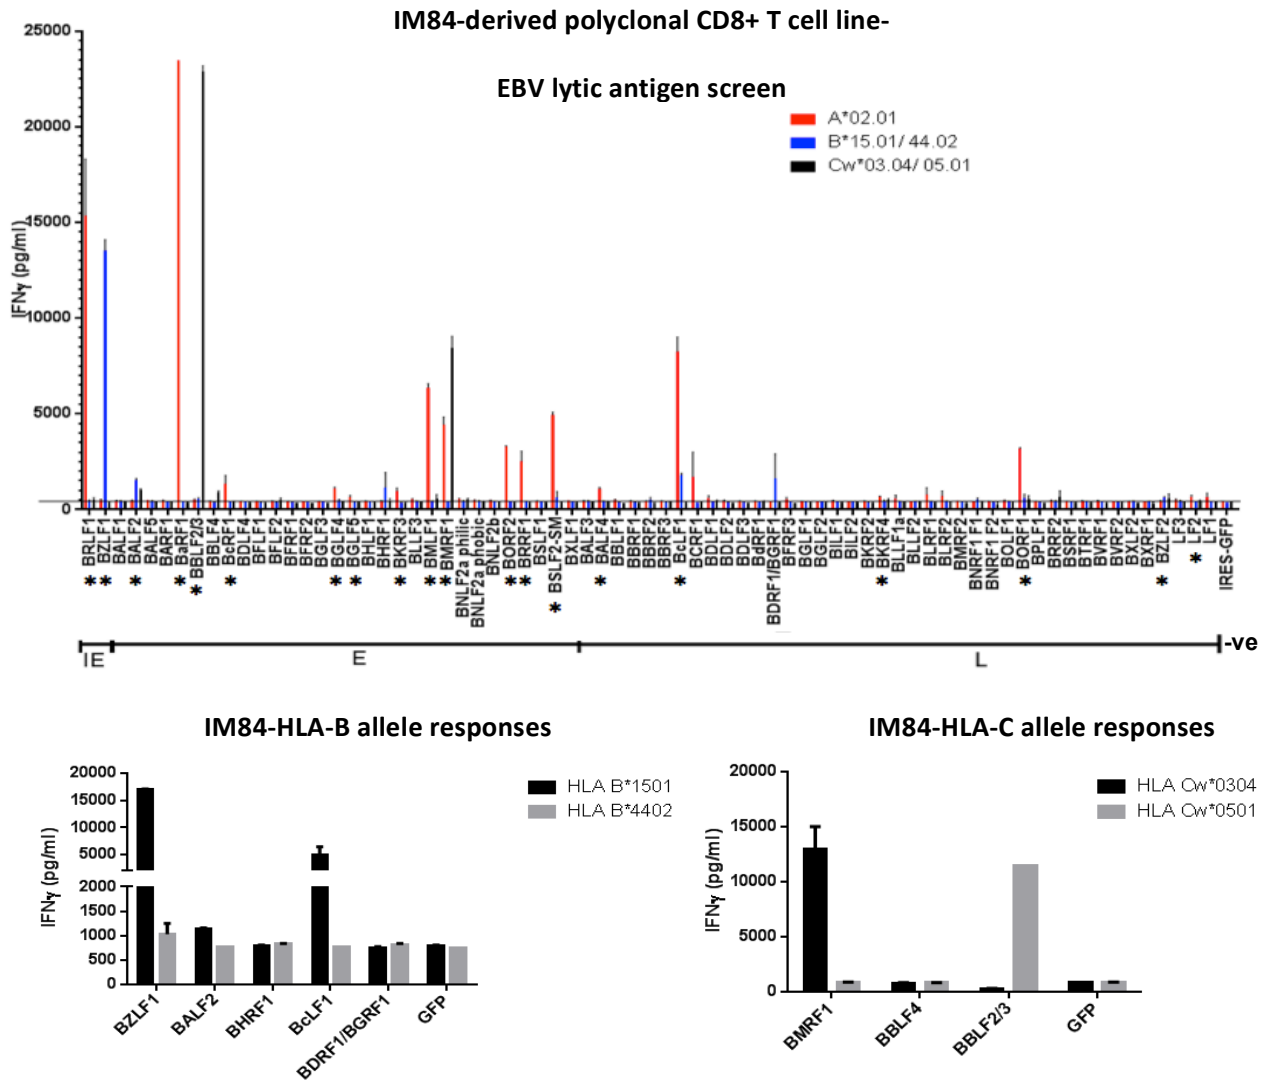 IM84-derived polyclonal CD8+ T cell line-
EBV lytic antigen screen
A*02.01
B*15.01/ 44.02
Cw*03.04/ 05.01
IFNγ (pg/ml)
25000
20000
15000
10000
5000
0
BRLF1 *
BZLF1 *
BALF1
BALF2 *
BALF5
BARF1
BaRF1 *
BBLF2/3 *
BBLF4
BcRF1 *
BDLF4
BFLF1
BFLF2
BFRF1
BFRF2
BGLF3
BGLF4 *
BGLF5 *
BHLF1
BHRF1
BKRF3 *
BLLF3
BMLF1 *
BMRF1 *
BNLF2a philic
BNLF2a phobic
BNLF2b
BORF2 *
BRRF1 *
BSLF1
BSLF2-SM *
BXLF1
BALF3
BALF4 *
BBLF1
BBRF1
BBRF2
BBRF3
BcLF1 *
BCRF1
BDLF1
BDLF2
BDLF3
BdRF1
BDRF1/BGRF1
BFRF3
BGLF1
BGLF2
BILF1
BILF2
BKRF2
BKRF4 *
BLLF1a
BLLF2
BLRF1
BLRF2
BMRF2
BNRF1 F1
BNRF1 F2
BOLF1
BORF1 *
BPLF1
BRRF2
BSRF1
BTRF1
BVRF1
BVRF2
BXLF2
BXRF1
BZLF2 *
LF3
LF2 *
LF1
IRES-GFP
IE
E
L
-ve
IM84-HLA-B allele responses
HLA B*1501
HLA B*4402
IFNγ (pg/ml)
20000
15000
10000
5000
2000
1500
1000
500
0
BZLF1
BALF2
BHRF1
BcLF1
BDRF1/BGRF1
GFP
IM84-HLA-C allele responses
HLA Cw*0304
HLA Cw*0501
IFNγ (pg/ml)
20000
15000
10000
5000
0
BMRF1
BBLF4
BBLF2/3
GFP